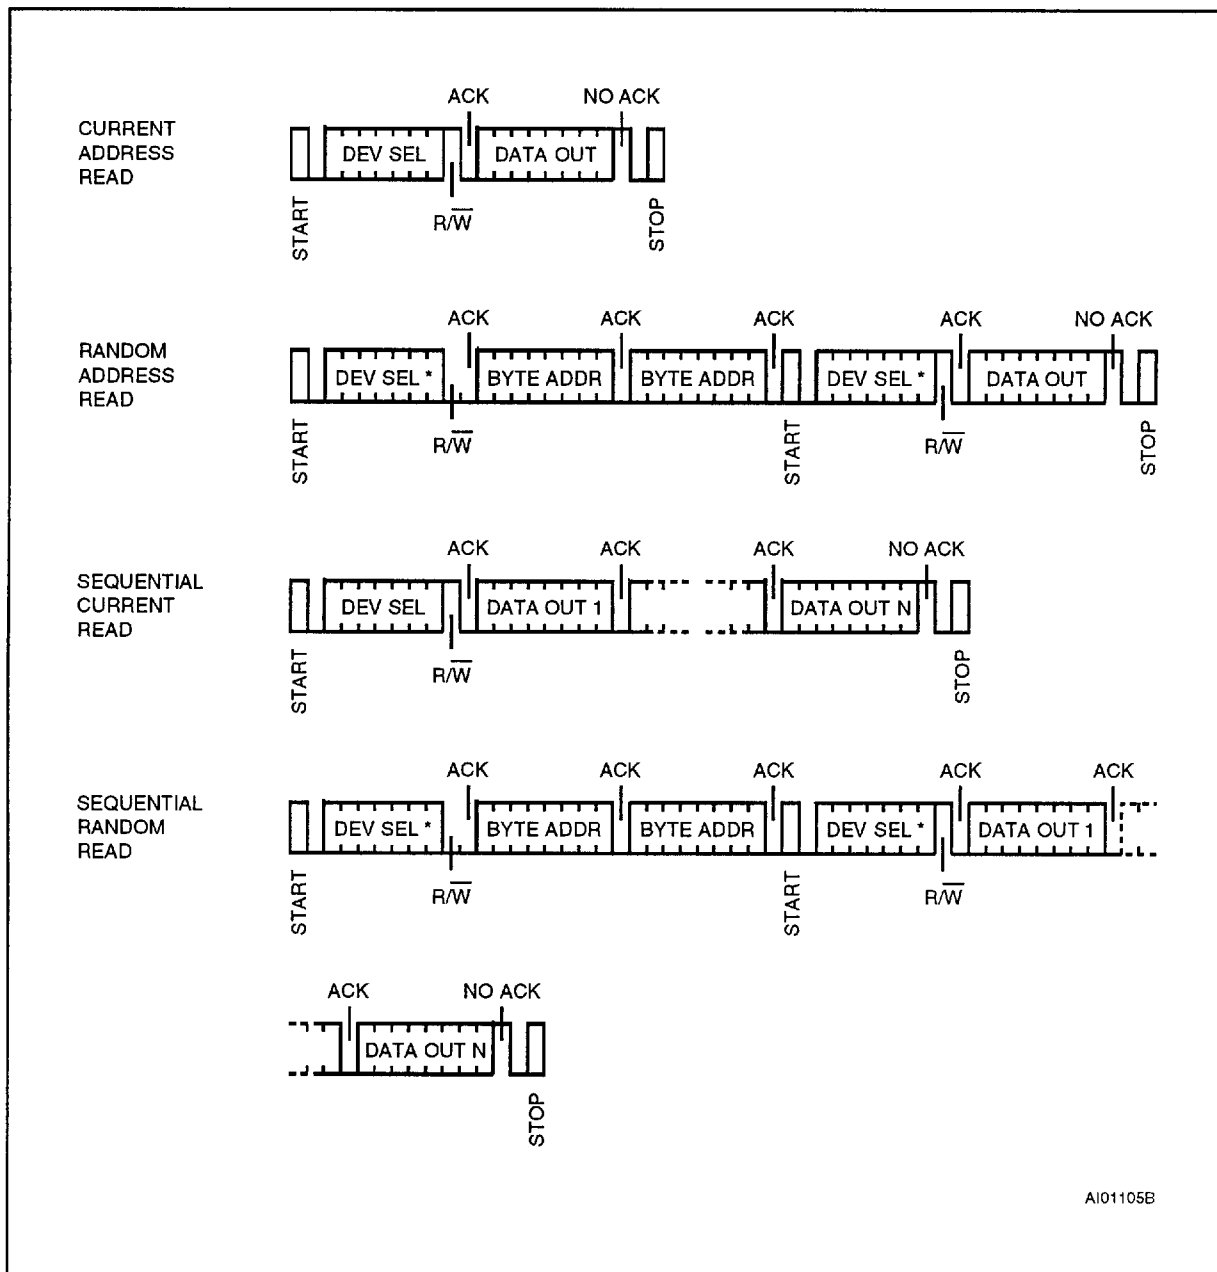 ACK NO ACK
CURRENT
ADDRESS
READ
DEV SEL DATA OUT
START R/W̅ STOP
ACK ACK ACK ACK NO ACK
RANDOM
ADDRESS
READ
DEV SEL * BYTE ADDR BYTE ADDR DEV SEL * DATA OUT
START R/W̅ START R/W̅ STOP
ACK ACK ACK NO ACK
SEQUENTIAL
CURRENT
READ
DEV SEL DATA OUT 1 DATA OUT N
START R/W̅ STOP
ACK ACK ACK ACK ACK
SEQUENTIAL
RANDOM
READ
DEV SEL * BYTE ADDR BYTE ADDR DEV SEL * DATA OUT 1
START R/W̅ START R/W̅
ACK NO ACK
DATA OUT N
STOP
AI01105B